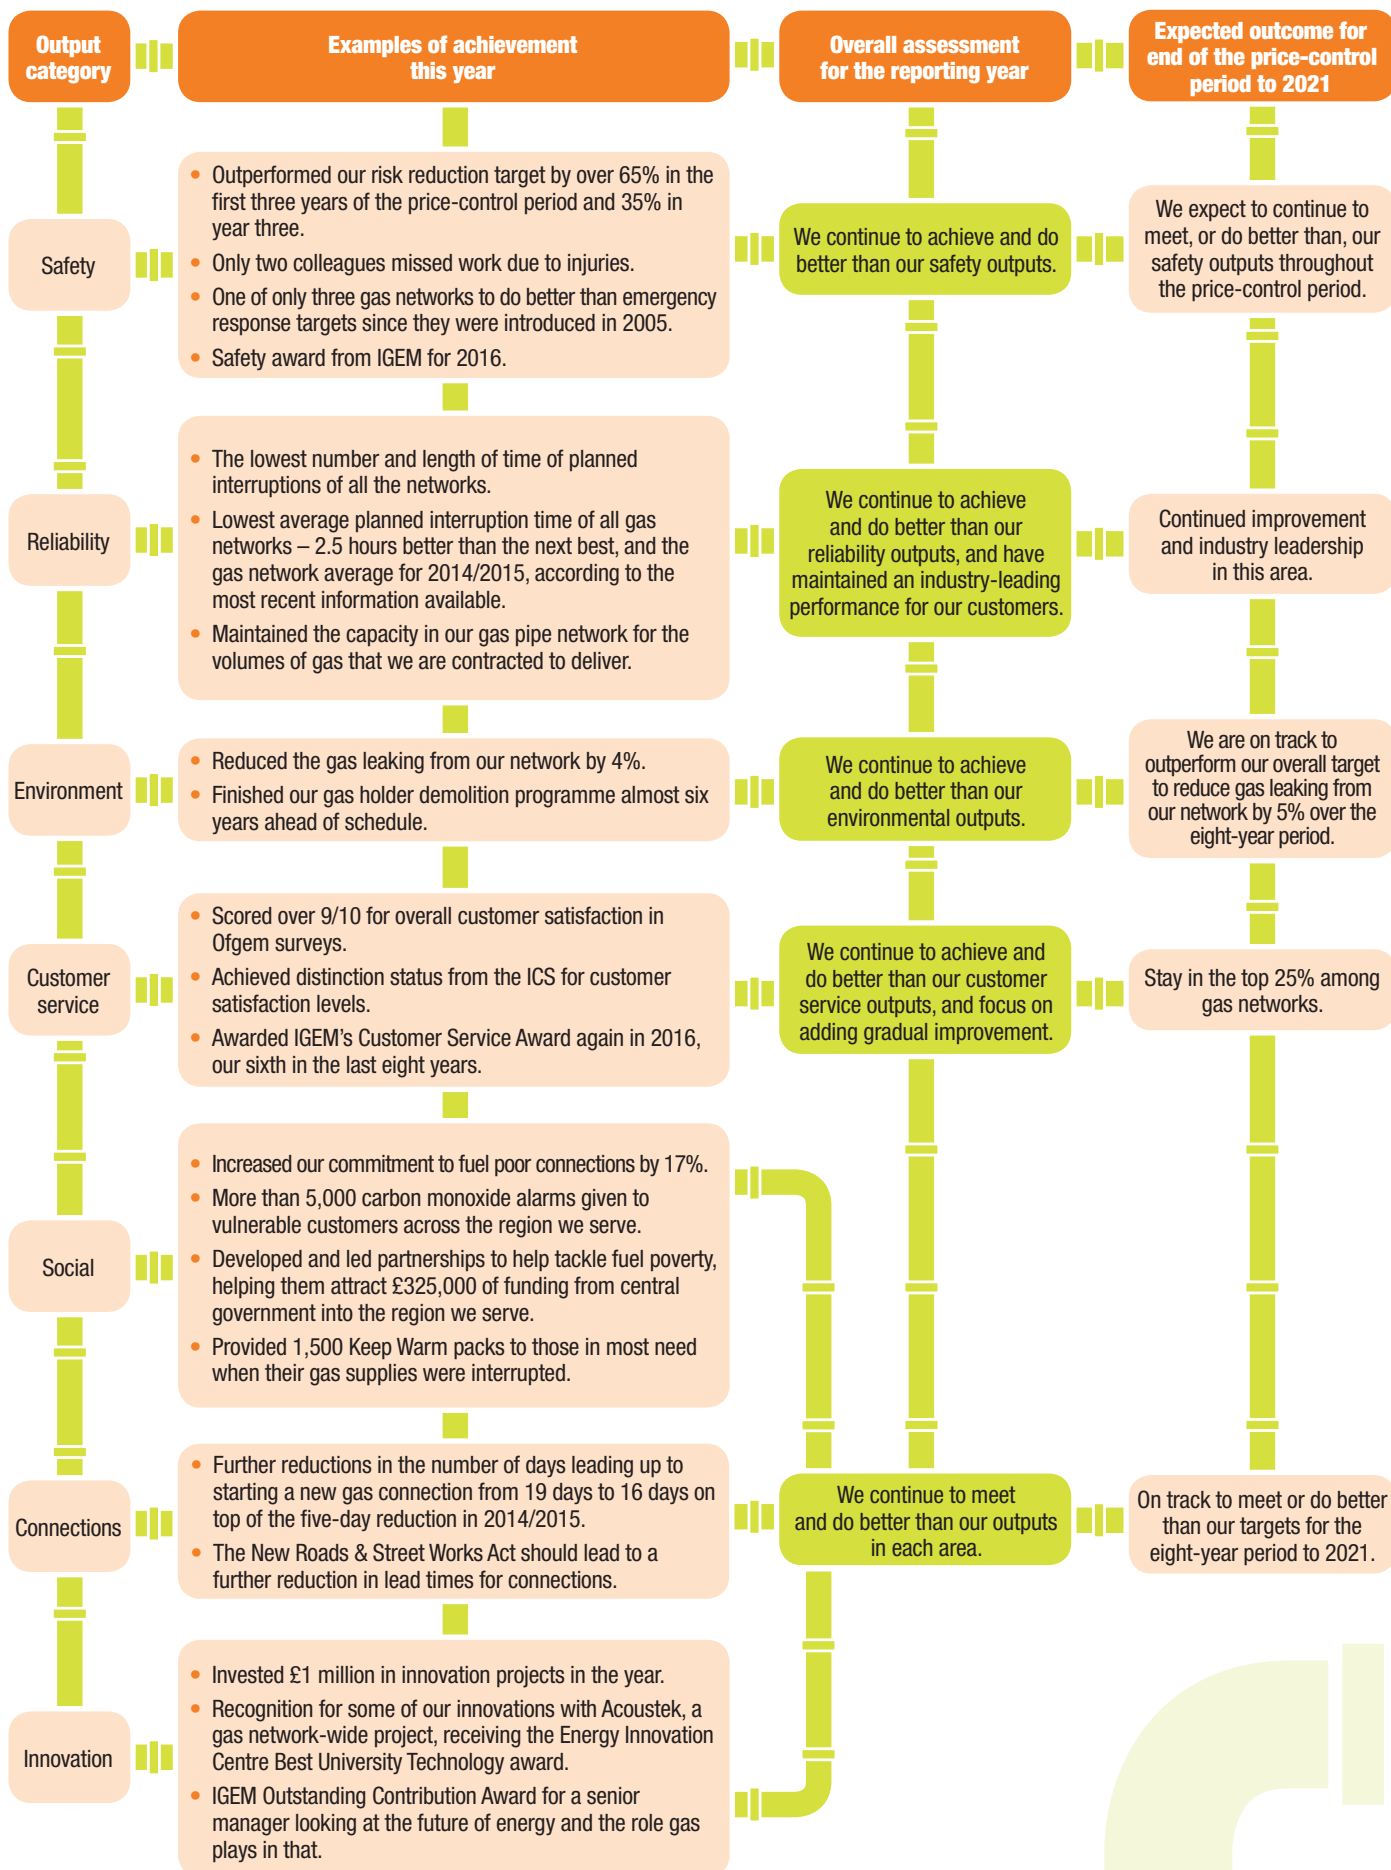 Output
category
Examples of achievement
this year
Overall assessment
for the reporting year
Expected outcome for
end of the price-control
period to 2021
Safety
• Outperformed our risk reduction target by over 65% in the
first three years of the price-control period and 35% in
year three.
• Only two colleagues missed work due to injuries.
• One of only three gas networks to do better than emergency
response targets since they were introduced in 2005.
• Safety award from IGEM for 2016.
We continue to achieve and do
better than our safety outputs.
We expect to continue to
meet, or do better than, our
safety outputs throughout
the price-control period.
Reliability
• The lowest number and length of time of planned
interruptions of all the networks.
• Lowest average planned interruption time of all gas
networks – 2.5 hours better than the next best, and the
gas network average for 2014/2015, according to the
most recent information available.
• Maintained the capacity in our gas pipe network for the
volumes of gas that we are contracted to deliver.
We continue to achieve
and do better than our
reliability outputs, and have
maintained an industry-leading
performance for our customers.
Continued improvement
and industry leadership
in this area.
Environment
• Reduced the gas leaking from our network by 4%.
• Finished our gas holder demolition programme almost six
years ahead of schedule.
We continue to achieve
and do better than our
environmental outputs.
We are on track to
outperform our overall target
to reduce gas leaking from
our network by 5% over the
eight-year period.
Customer
service
• Scored over 9/10 for overall customer satisfaction in
Ofgem surveys.
• Achieved distinction status from the ICS for customer
satisfaction levels.
• Awarded IGEM's Customer Service Award again in 2016,
our sixth in the last eight years.
We continue to achieve and
do better than our customer
service outputs, and focus on
adding gradual improvement.
Stay in the top 25% among
gas networks.
Social
• Increased our commitment to fuel poor connections by 17%.
• More than 5,000 carbon monoxide alarms given to
vulnerable customers across the region we serve.
• Developed and led partnerships to help tackle fuel poverty,
helping them attract £325,000 of funding from central
government into the region we serve.
• Provided 1,500 Keep Warm packs to those in most need
when their gas supplies were interrupted.
Connections
• Further reductions in the number of days leading up to
starting a new gas connection from 19 days to 16 days on
top of the five-day reduction in 2014/2015.
• The New Roads & Street Works Act should lead to a
further reduction in lead times for connections.
We continue to meet
and do better than our outputs
in each area.
On track to meet or do better
than our targets for the
eight-year period to 2021.
Innovation
• Invested £1 million in innovation projects in the year.
• Recognition for some of our innovations with Acoustek, a
gas network-wide project, receiving the Energy Innovation
Centre Best University Technology award.
• IGEM Outstanding Contribution Award for a senior
manager looking at the future of energy and the role gas
plays in that.